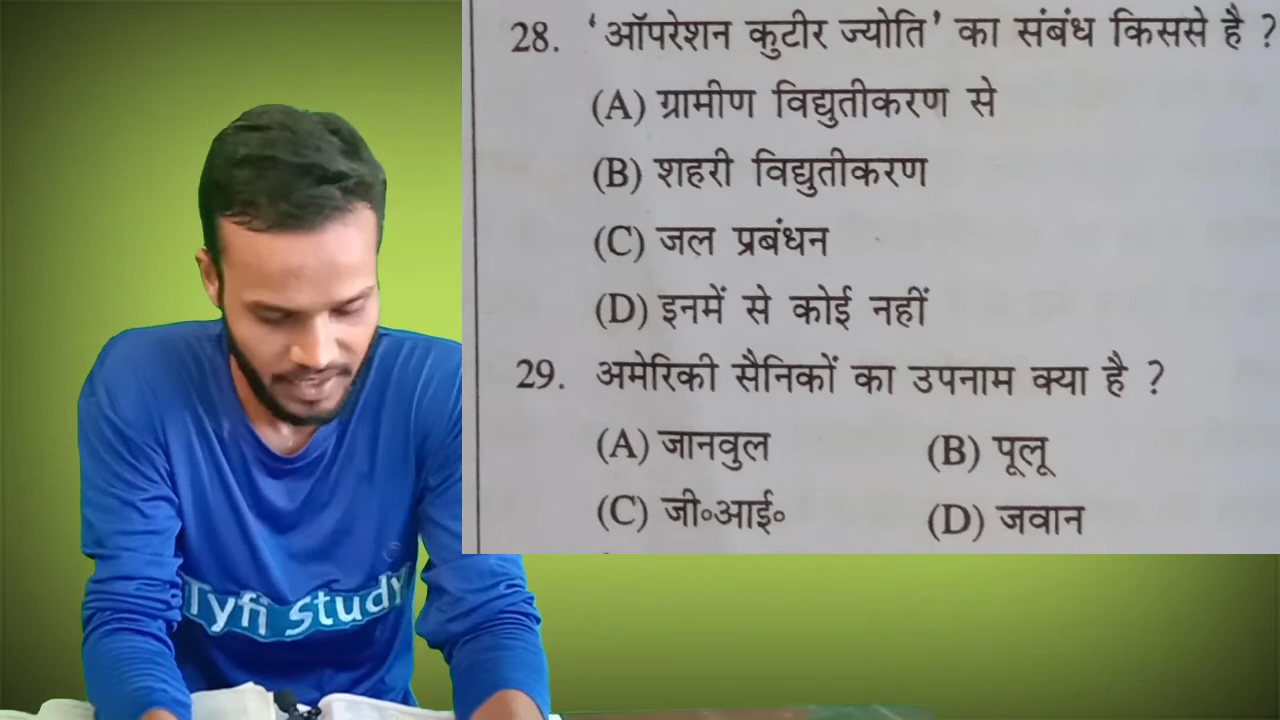 28. 'ऑपरेशन कुटीर ज्योति' का संबंध किससे है ?
(A) ग्रामीण विद्युतीकरण से
(B) शहरी विद्युतीकरण
(C) जल प्रबंधन
(D) इनमें से कोई नहीं
29. अमेरिकी सैनिकों का उपनाम क्या है ?
(A) जानवुल (B) पूलू
(C) जी॰आई॰ (D) जवान
Tyfi Study